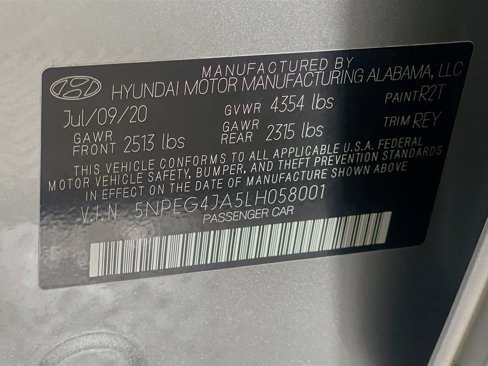 MANUFACTURED BY
HYUNDAI MOTOR MANUFACTURING ALABAMA, LLC
Jul/09/20 GVWR 4354 lbs PAINT R2T
GAWR FRONT 2513 lbs GAWR REAR 2315 lbs TRIM REY
THIS VEHICLE CONFORMS TO ALL APPLICABLE U.S.A. FEDERAL
MOTOR VEHICLE SAFETY, BUMPER, AND THEFT PREVENTION STANDARDS
IN EFFECT ON THE DATE OF MANUFACTURE SHOWN ABOVE.
V.I.N. 5NPEG4JA5LH058001
PASSENGER CAR